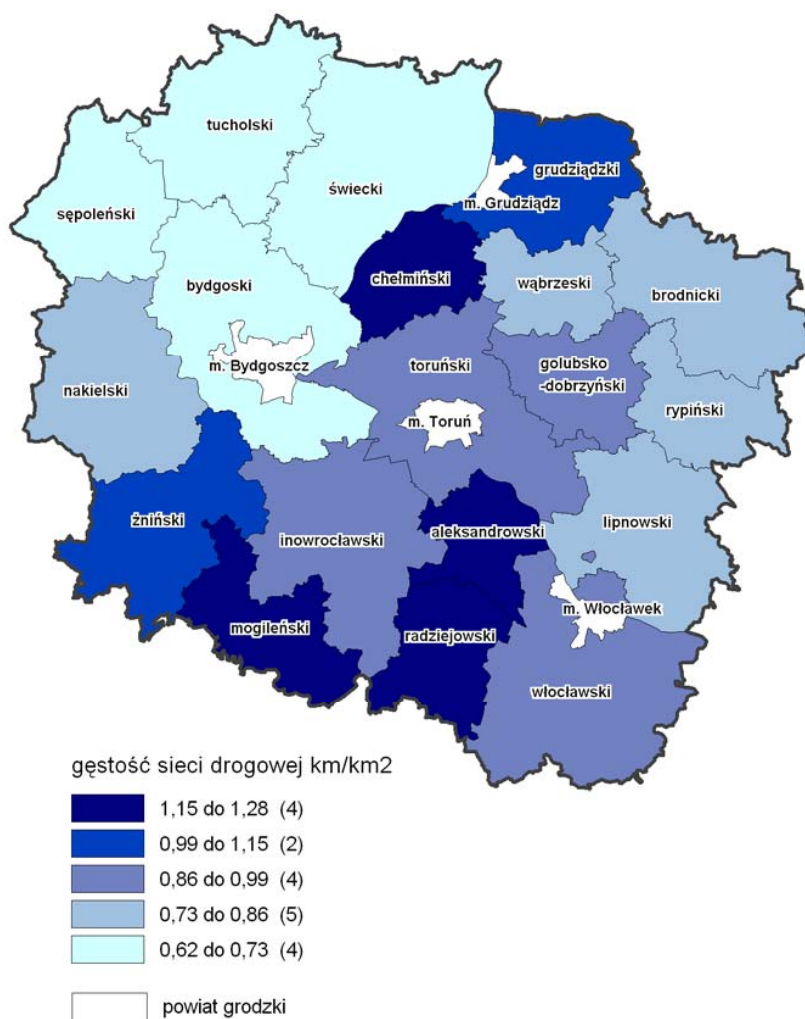 tucholski
grudziądzki
świecki
m. Grudziądz
sępoleński
chełmiński
bydgoski
wąbrzeski
brodnicki
m. Bydgoszcz
toruński
golubsko
-dobrzyński
nakielski
rypiński
m. Toruń
żniński
lipnowski
aleksandrowski
inowrocławski
m. Włocławek
mogileński
radziejowski
włocławski
gęstość sieci drogowej km/km2
1,15 do 1,28 (4)
0,99 do 1,15 (2)
0,86 do 0,99 (4)
0,73 do 0,86 (5)
0,62 do 0,73 (4)
powiat grodzki